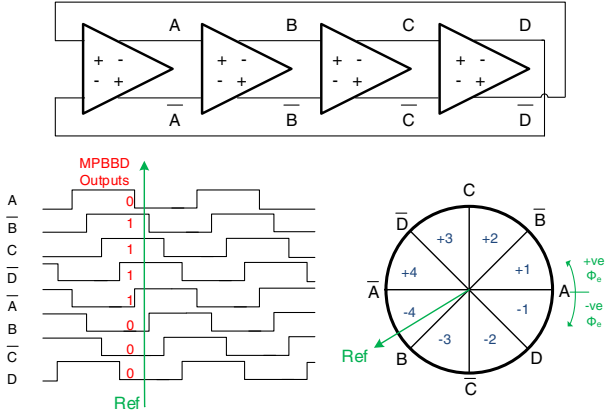 A B C D
+ - + - + - + -
- + - + - + - +
A̅ B̅ C̅ D̅
MPBBD
Outputs
A 0
B̅ 1
C 1
D̅ 1
A̅ 1
B 0
C̅ 0
D 0
Ref
C
D̅ B̅
+3 +2
+4 +1
A̅ A
-4 -1
-3 -2
B D
C̅
Ref
+ve
Φe
-ve
Φe